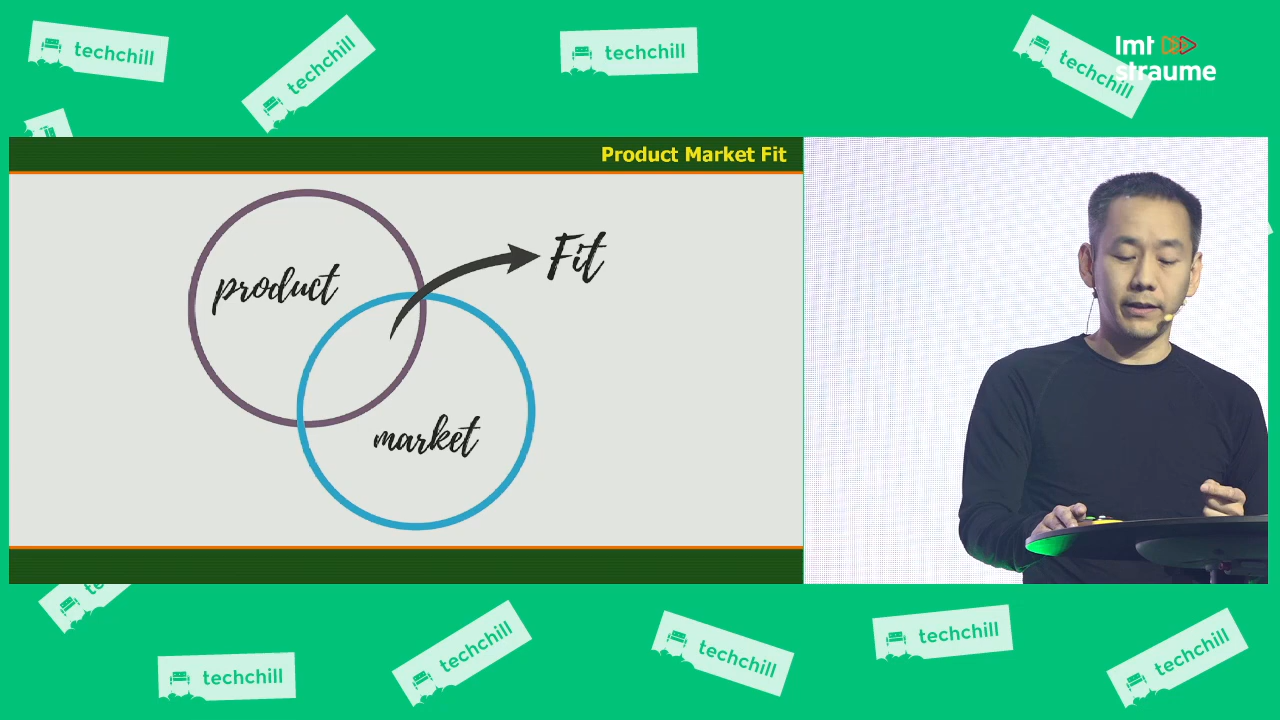 techchill
techchill
techchill
techchill
lmt
straume
Product Market Fit
product
Fit
market
techchill
techchill
techchill
techchill
techchill